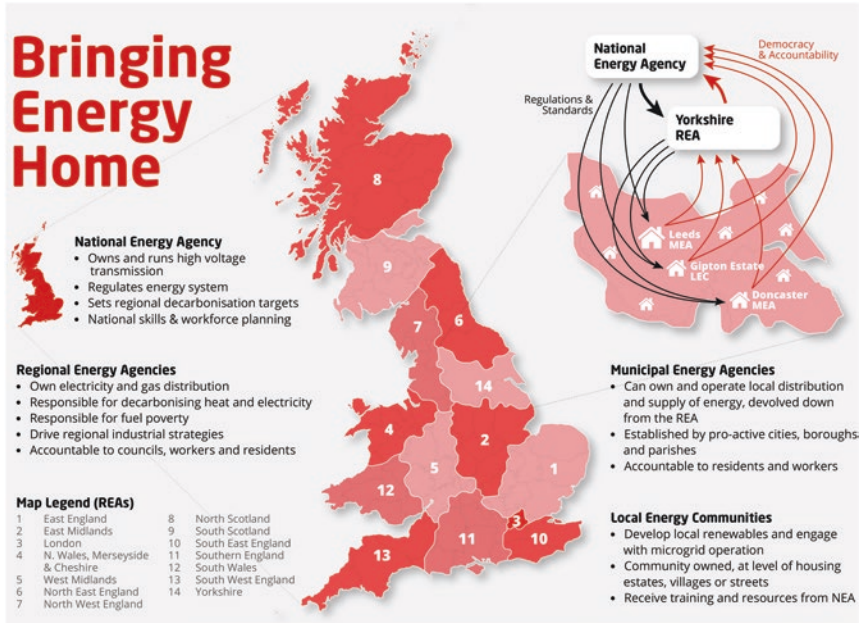 Bringing
Energy
Home
National
Energy Agency
Democracy
& Accountability
Regulations &
Standards
Yorkshire
REA
Leeds
MEA
Gipton Estate
LEC
Doncaster
MEA
8
9
7
6
14
4
2
5
1
12
3
11
10
13
National Energy Agency
• Owns and runs high voltage
transmission
• Regulates energy system
• Sets regional decarbonisation targets
• National skills & workforce planning
Regional Energy Agencies
• Own electricity and gas distribution
• Responsible for decarbonising heat and electricity
• Responsible for fuel poverty
• Drive regional industrial strategies
• Accountable to councils, workers and residents
Map Legend (REAs)
1 East England
2 East Midlands
3 London
4 N. Wales, Merseyside
& Cheshire
5 West Midlands
6 North East England
7 North West England
8 North Scotland
9 South Scotland
10 South East England
11 Southern England
12 South Wales
13 South West England
14 Yorkshire
Municipal Energy Agencies
• Can own and operate local distribution
and supply of energy, devolved down
from the REA
• Established by pro-active cities, boroughs
and parishes
• Accountable to residents and workers
Local Energy Communities
• Develop local renewables and engage
with microgrid operation
• Community owned, at level of housing
estates, villages or streets
• Receive training and resources from NEA